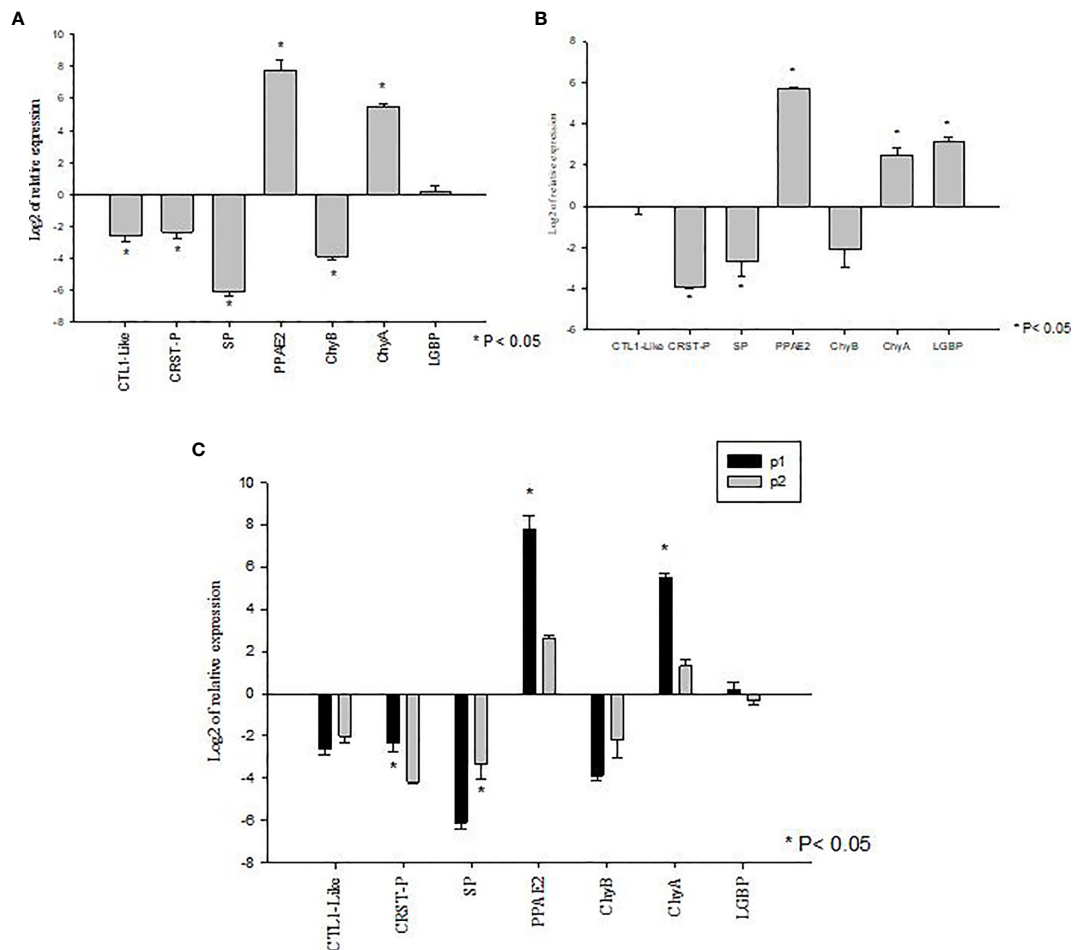 A
Log2 of relative expression
10
8
6
4
2
0
-2
-4
-6
-8
*
*
*
*
*
*
CTL1-Like
CRST-P
SP
PPAE2
ChyB
ChyA
LGBP
* P< 0.05
B
Log2 of relative expression
8
6
4
2
0
-2
-4
-6
*
*
*
*
*
CTL1-Like CRST-P SP PPAE2 ChyB ChyA LGBP
* P< 0.05
C
p1
p2
Log2 of relative expression
10
8
6
4
2
0
-2
-4
-6
-8
*
*
*
*
CTL1-Like
CRST-P
SP
PPAE2
ChyB
ChyA
LGBP
* P< 0.05